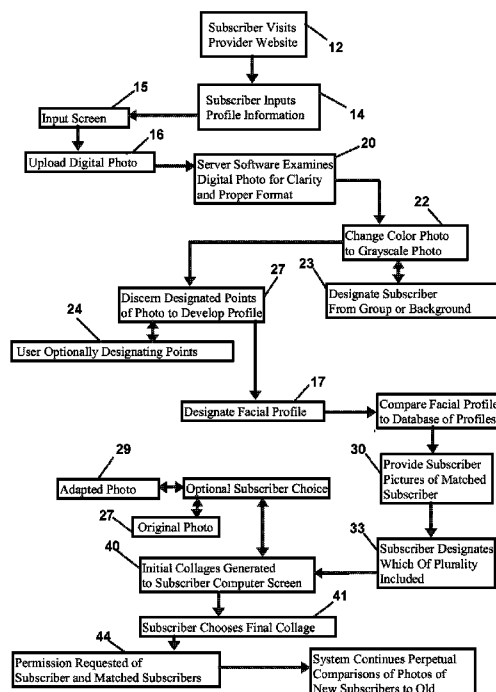 Subscriber Visits
Provider Website
12
15
Subscriber Inputs
Profile Information
14
Input Screen
16
20
Upload Digital Photo
Server Software Examines
Digital Photo for Clarity
and Proper Format
22
Change Color Photo
to Grayscale Photo
27
23
Discern Designated Points
of Photo to Develop Profile
Designate Subscriber
From Group or Background
24
User Optionally Designating Points
17
Designate Facial Profile
Compare Facial Profile
to Database of Profiles
29
30
Adapted Photo
Optional Subscriber Choice
Provide Subscriber
Pictures of Matched
Subscriber
27
Original Photo
40
33
Initial Collages Generated
to Subscriber Computer Screen
Subscriber Designates
Which Of Plurality
Included
41
Subscriber Chooses Final Collage
44
Permission Requested of
Subscriber and Matched Subscribers
System Continues Perpetual
Comparisons of Photos of
New Subscribers to Old